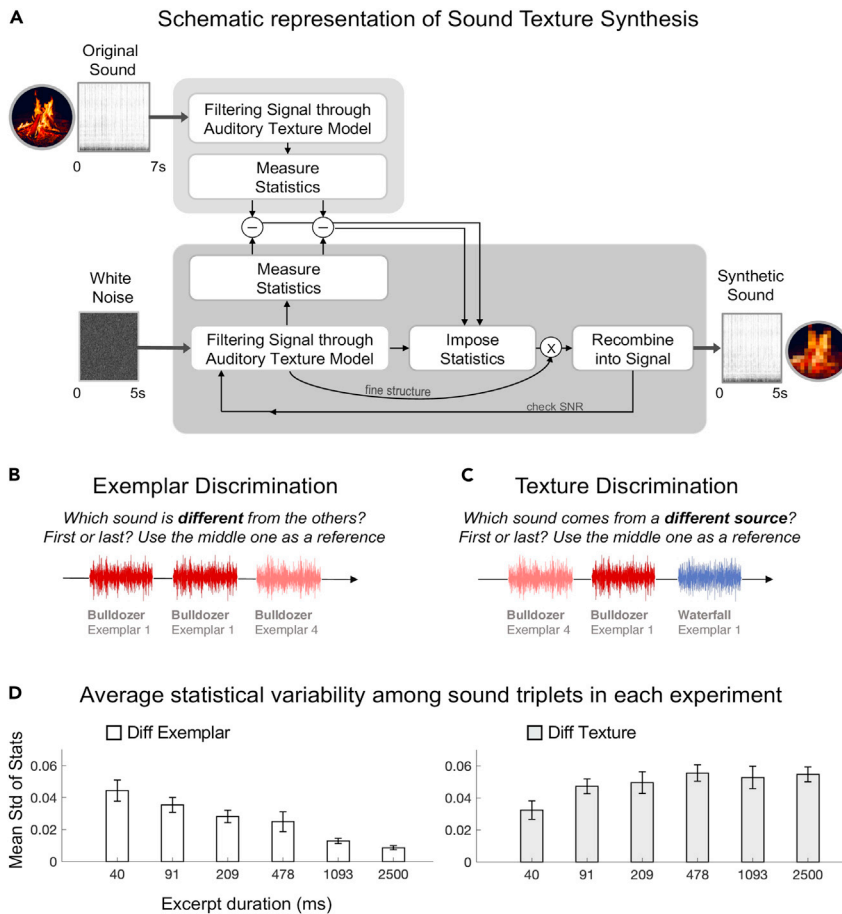 A
Schematic representation of Sound Texture Synthesis
Original
Sound
0 7s
Filtering Signal through
Auditory Texture Model
Measure
Statistics
− −
Measure
Statistics
White
Noise
0 5s
Filtering Signal through
Auditory Texture Model
Impose
Statistics
X
Recombine
into Signal
fine structure
check SNR
Synthetic
Sound
0 5s
B
Exemplar Discrimination
Which sound is different from the others?
First or last? Use the middle one as a reference
Bulldozer Bulldozer Bulldozer
Exemplar 1 Exemplar 1 Exemplar 4
C
Texture Discrimination
Which sound comes from a different source?
First or last? Use the middle one as a reference
Bulldozer Bulldozer Waterfall
Exemplar 4 Exemplar 1 Exemplar 1
D
Average statistical variability among sound triplets in each experiment
Mean Std of Stats
Diff Exemplar
0.06
0.04
0.02
0
40 91 209 478 1093 2500
Excerpt duration (ms)
Diff Texture
0.06
0.04
0.02
0
40 91 209 478 1093 2500